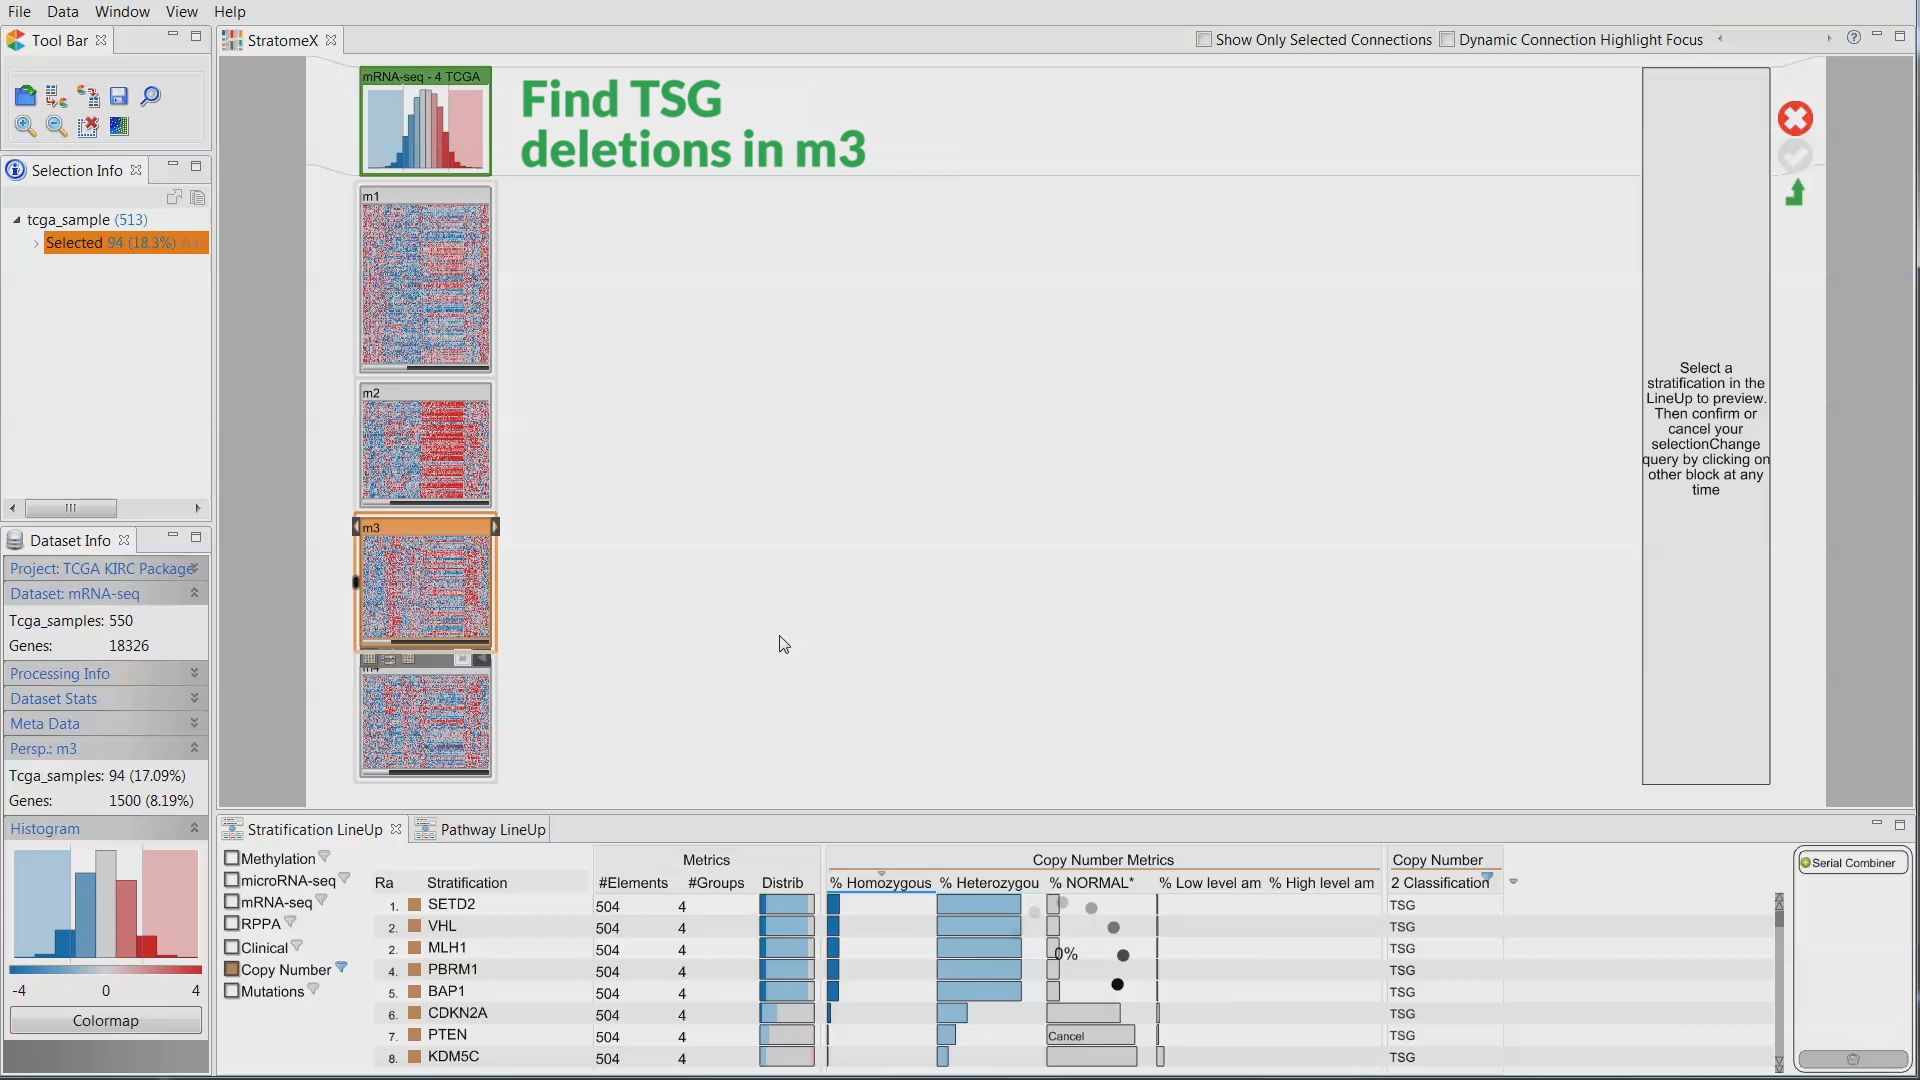 File Data Window View Help
Tool Bar
StratomeX
Show Only Selected Connections
Dynamic Connection Highlight Focus
Selection Info
tcga_sample (513)
Selected 94 (18.3%)
Dataset Info
Project: TCGA KIRC Package
Dataset: mRNA-seq
Tcga_samples: 550
Genes: 18326
Processing Info
Dataset Stats
Meta Data
Persp.: m3
Tcga_samples: 94 (17.09%)
Genes: 1500 (8.19%)
Histogram
-4 0 4
Colormap
mRNA-seq - 4 TCGA
Find TSG
deletions in m3
m1
m2
m3
m4
Select a
stratification in the
LineUp to preview.
Then confirm or
cancel your
selectionChange
query by clicking on
other block at any
time
Stratification LineUp
Pathway LineUp
Methylation
microRNA-seq
mRNA-seq
RPPA
Clinical
Copy Number
Mutations
Metrics Copy Number Metrics Copy Number
Ra Stratification #Elements #Groups Distrib % Homozygous % Heterozygou % NORMAL* % Low level am % High level am 2 Classification
1. SETD2 504 4 TSG
2. VHL 504 4 TSG
2. MLH1 504 4 0% TSG
4. PBRM1 504 4 TSG
5. BAP1 504 4 TSG
6. CDKN2A 504 4 TSG
7. PTEN 504 4 Cancel TSG
8. KDM5C 504 4 TSG
Serial Combiner